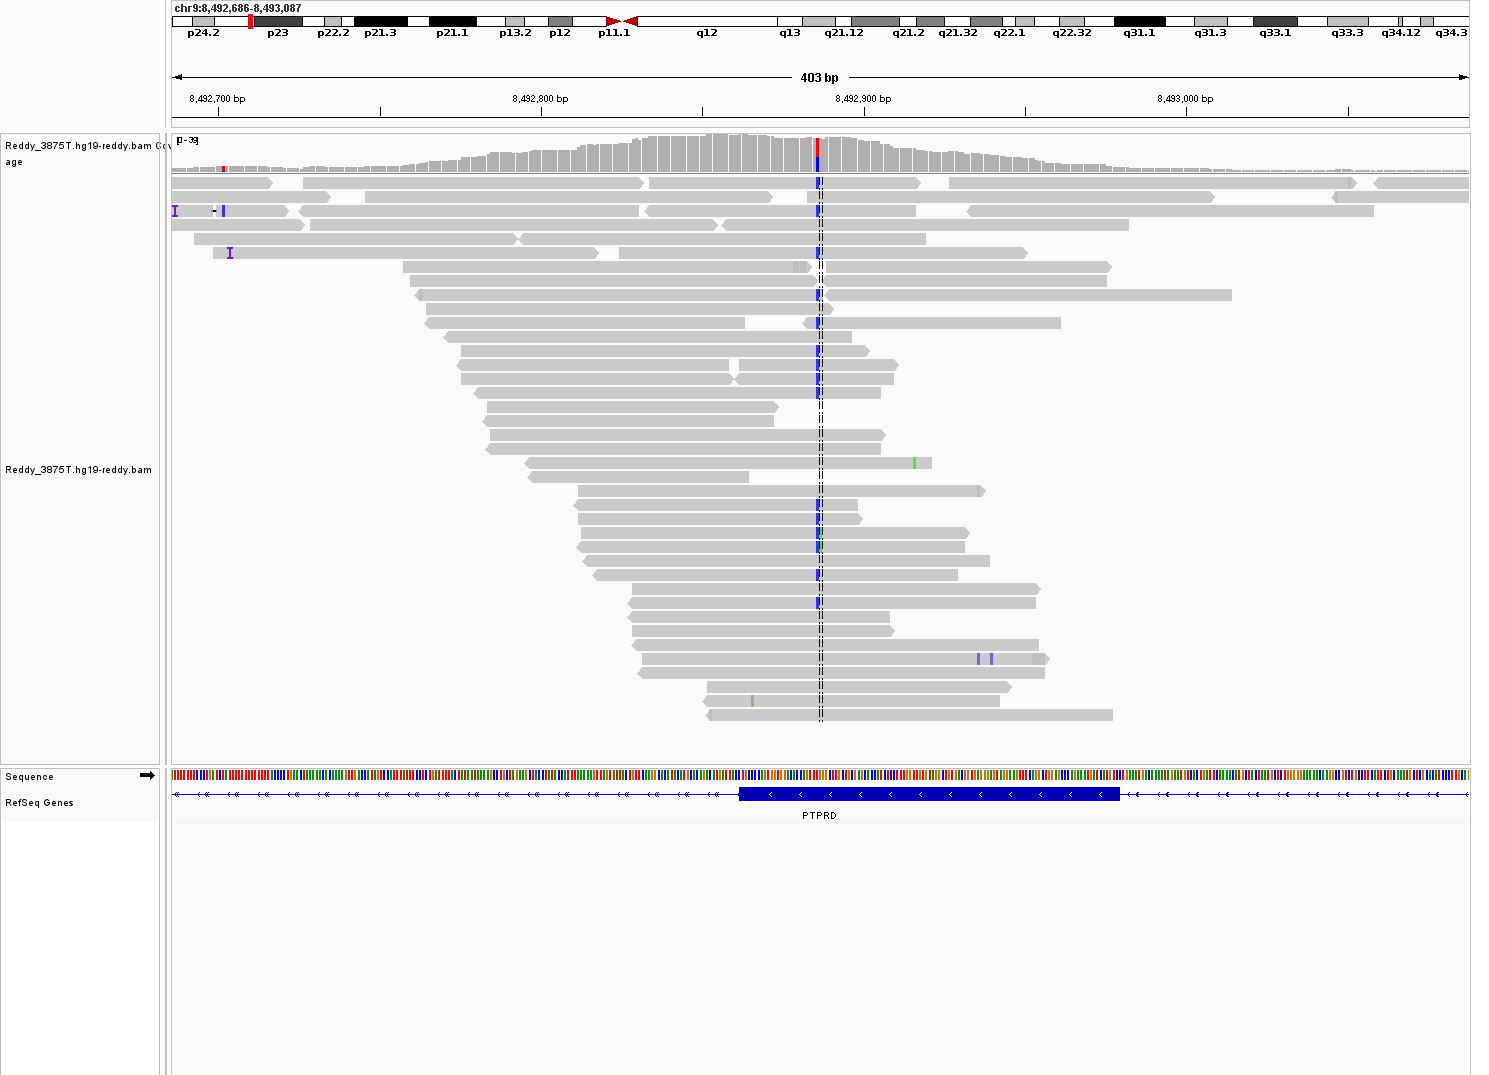 chr9:8,492,686-8,493,087
p24.2 p23 p22.2 p21.3 p21.1 p13.2 p12 p11.1 q12 q13 q21.12 q21.2 q21.32 q22.1 q22.32 q31.1 q31.3 q33.1 q33.3 q34.12 q34.3
403 bp
8,492,700 bp 8,492,800 bp 8,492,900 bp 8,493,000 bp
Reddy_3875T.hg19-reddy.bam Cov
age
[0-39]
I
I
Reddy_3875T.hg19-reddy.bam
Sequence
RefSeq Genes
PTPRD